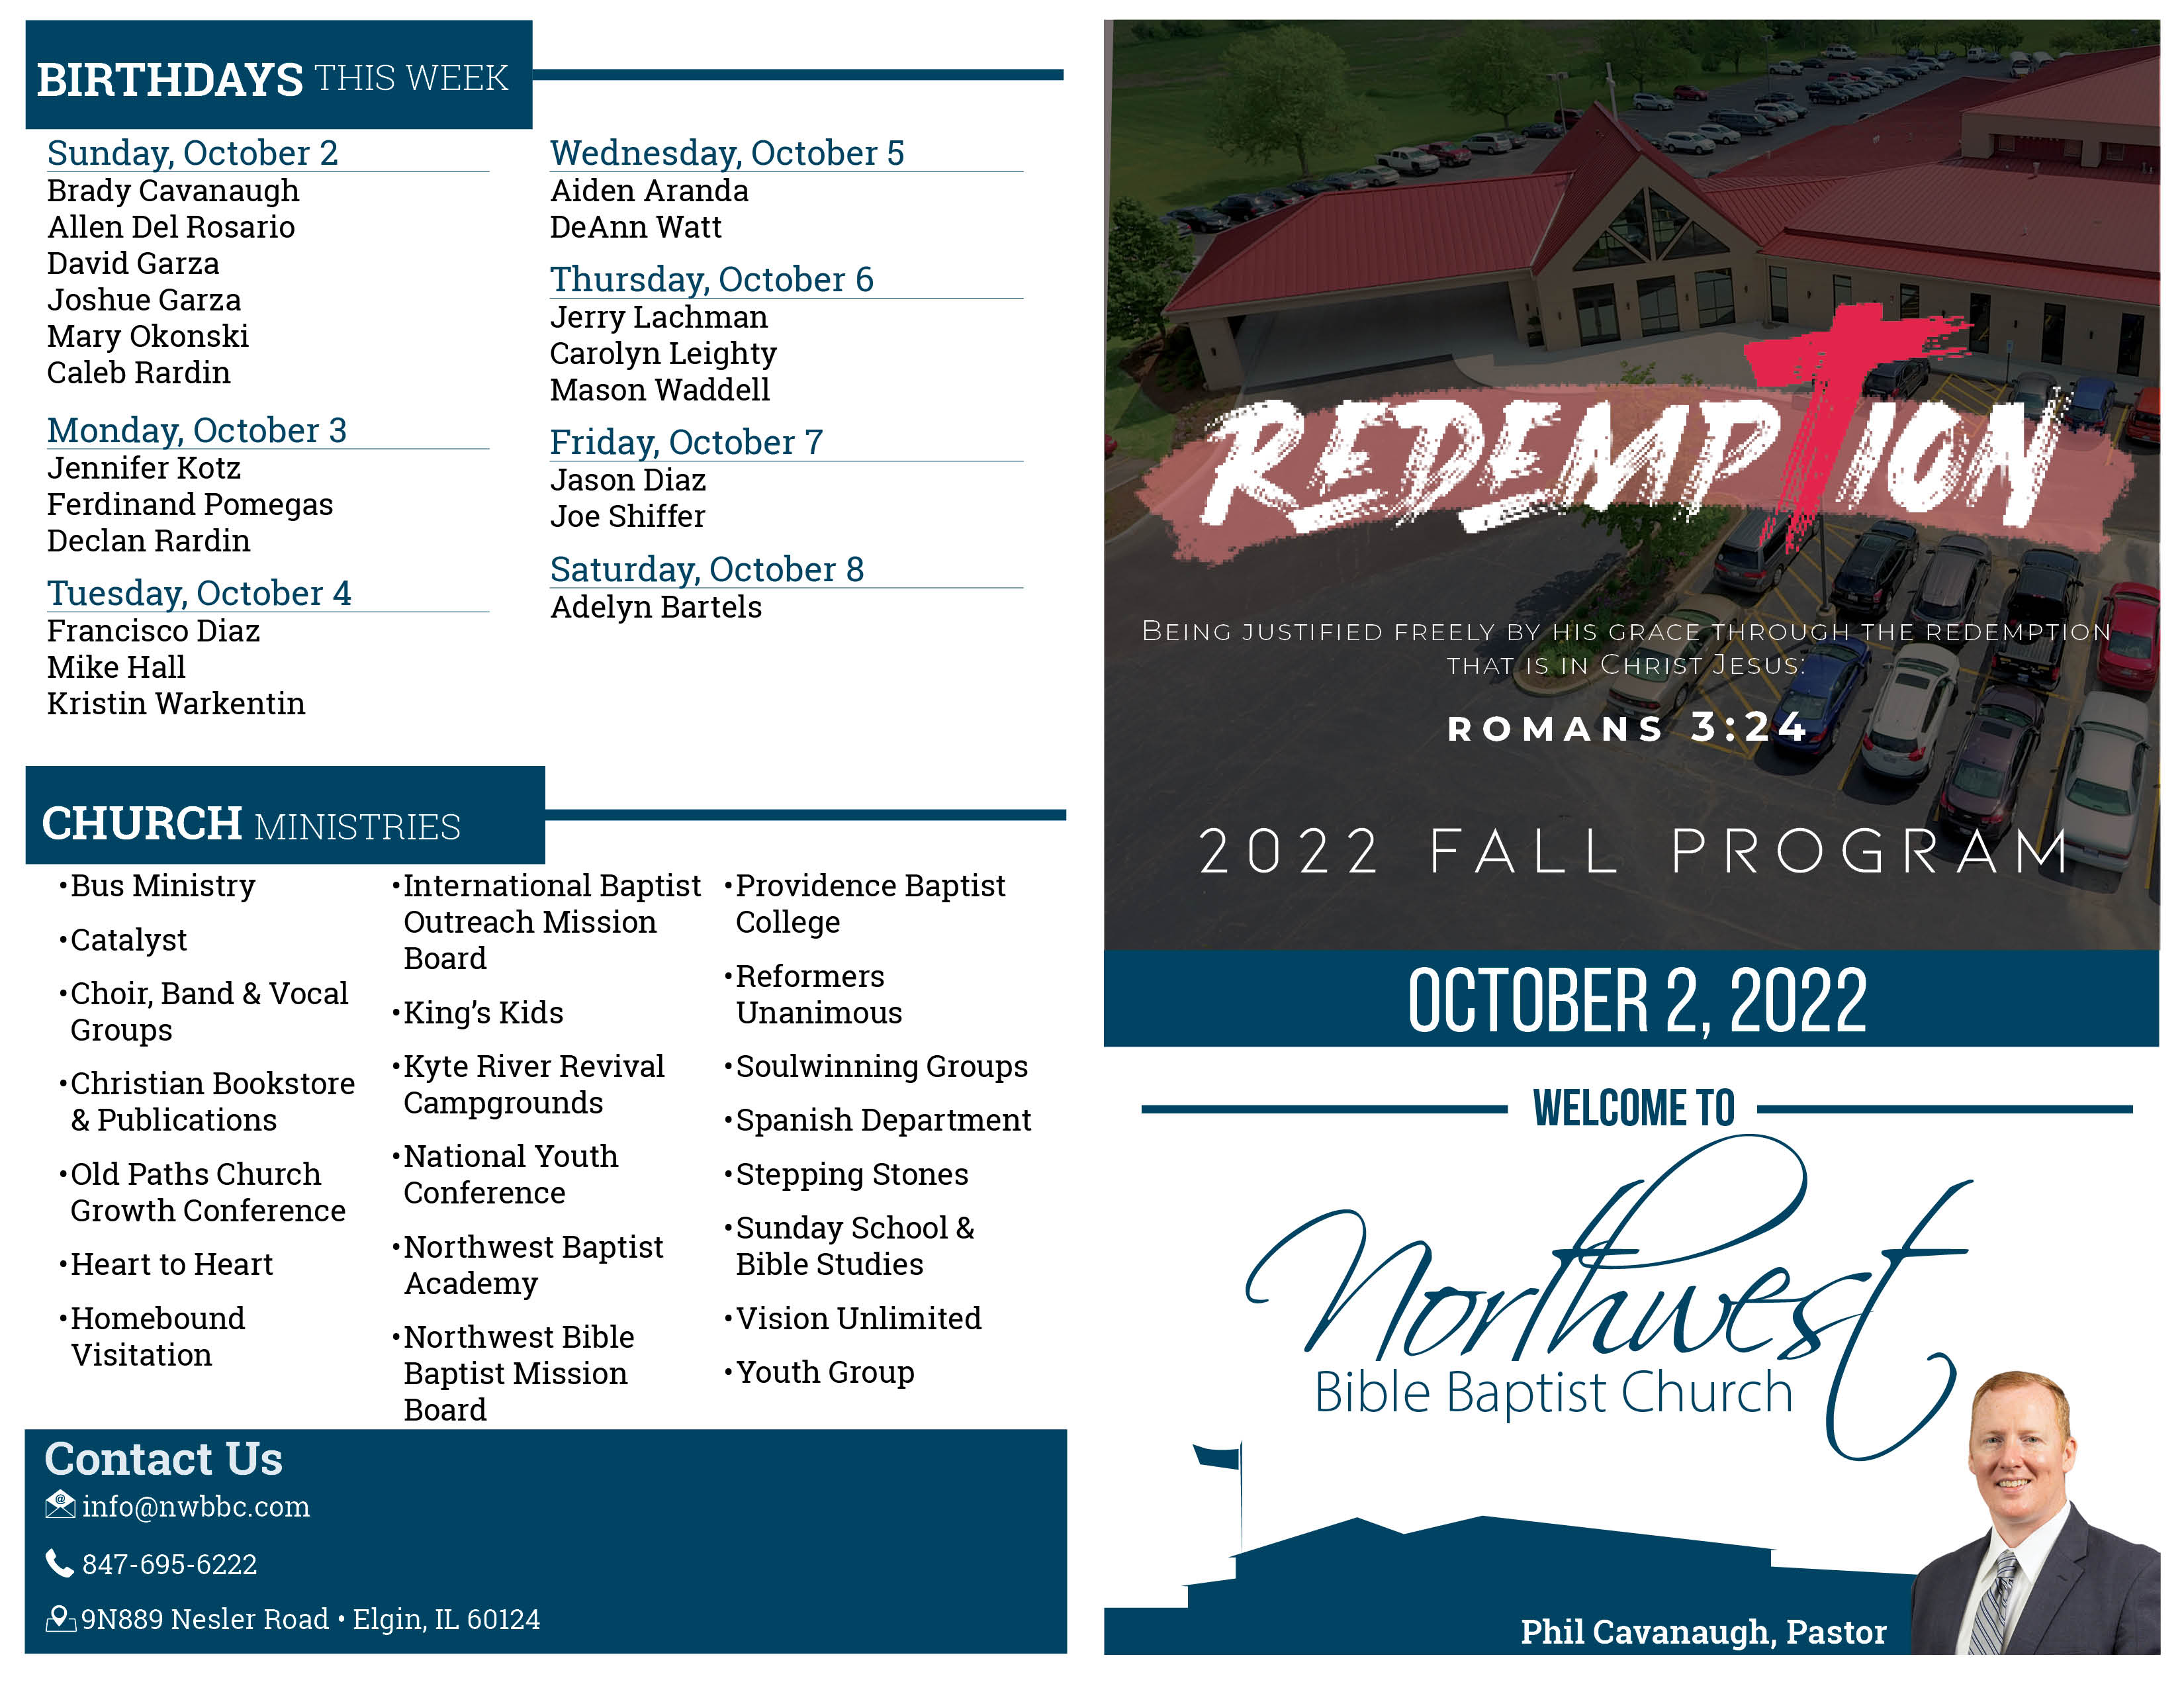 BIRTHDAYS THIS WEEK
Sunday, October 2
Brady Cavanaugh
Allen Del Rosario
David Garza
Joshue Garza
Mary Okonski
Caleb Rardin
Monday, October 3
Jennifer Kotz
Ferdinand Pomegas
Declan Rardin
Tuesday, October 4
Francisco Diaz
Mike Hall
Kristin Warkentin
Wednesday, October 5
Aiden Aranda
DeAnn Watt
Thursday, October 6
Jerry Lachman
Carolyn Leighty
Mason Waddell
Friday, October 7
Jason Diaz
Joe Shiffer
Saturday, October 8
Adelyn Bartels
CHURCH MINISTRIES
•Bus Ministry
•Catalyst
•Choir, Band & Vocal
Groups
•Christian Bookstore
& Publications
•Old Paths Church
Growth Conference
•Heart to Heart
•Homebound
Visitation
•International Baptist
Outreach Mission
Board
•King’s Kids
•Kyte River Revival
Campgrounds
•National Youth
Conference
•Northwest Baptist
Academy
•Northwest Bible
Baptist Mission
Board
•Providence Baptist
College
•Reformers
Unanimous
•Soulwinning Groups
•Spanish Department
•Stepping Stones
•Sunday School &
Bible Studies
•Vision Unlimited
•Youth Group
Contact Us
info@nwbbc.com
847-695-6222
9N889 Nesler Road • Elgin, IL 60124
REDEMPTION
BEING JUSTIFIED FREELY BY HIS GRACE THROUGH THE REDEMPTION
THAT IS IN CHRIST JESUS:
ROMANS 3:24
2022 FALL PROGRAM
OCTOBER 2, 2022
WELCOME TO
Northwest
Bible Baptist Church
Phil Cavanaugh, Pastor